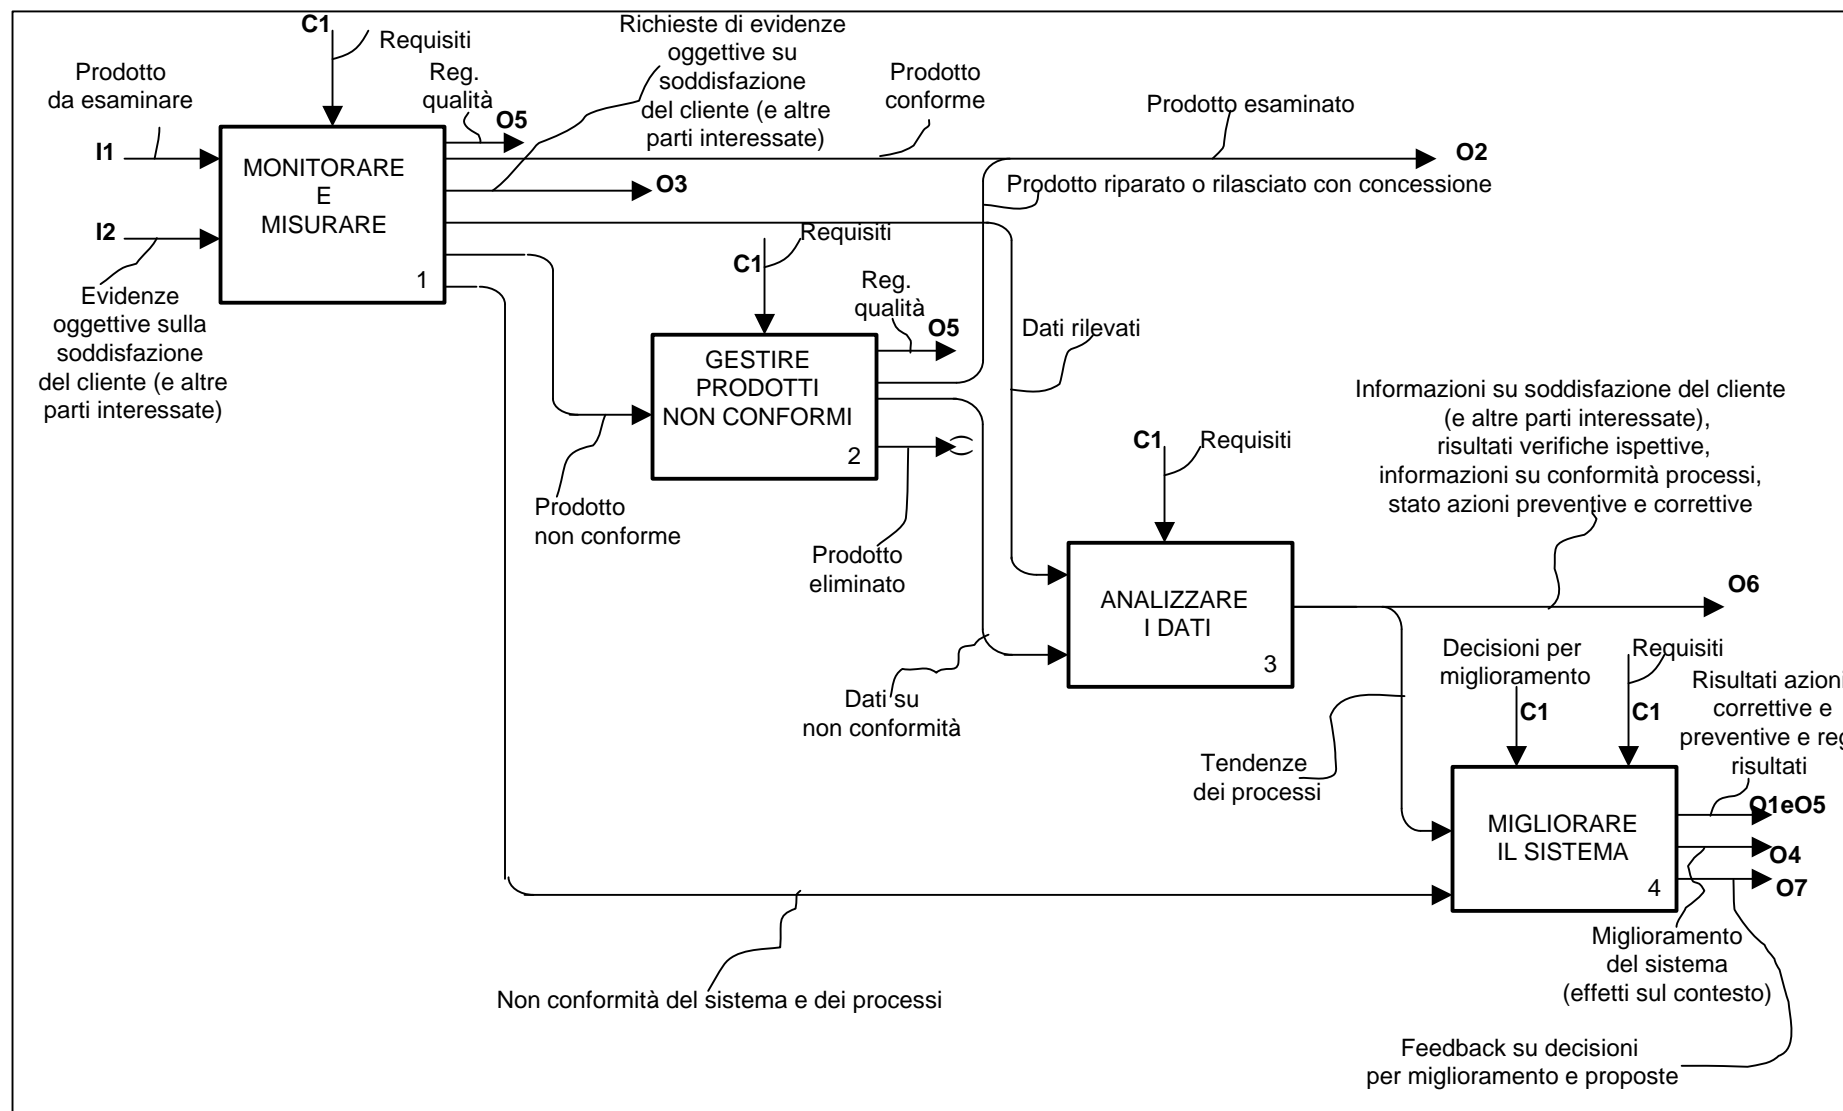 C1
Requisiti
Richieste di evidenze
oggettive su
soddisfazione
del cliente (e altre
parti interessate)
Prodotto
da esaminare
Reg.
qualità
O5
Prodotto
conforme
Prodotto esaminato
I1
MONITORARE
E
MISURARE
1
O2
O3
Prodotto riparato o rilasciato con concessione
I2
Evidenze
oggettive sulla
soddisfazione
del cliente (e altre
parti interessate)
Requisiti
C1
Reg.
qualità
O5
Dati rilevati
GESTIRE
PRODOTTI
NON CONFORMI
2
Prodotto
non conforme
Prodotto
eliminato
Informazioni su soddisfazione del cliente
(e altre parti interessate),
risultati verifiche ispettive,
informazioni su conformità processi,
stato azioni preventive e correttive
C1
Requisiti
ANALIZZARE
I DATI
3
O6
Dati su
non conformità
Decisioni per
miglioramento
C1
Requisiti
C1
Risultati azioni
correttive e
preventive e reg
risultati
Tendenze
dei processi
MIGLIORARE
IL SISTEMA
4
O1eO5
O4
O7
Miglioramento
del sistema
(effetti sul contesto)
Non conformità del sistema e dei processi
Feedback su decisioni
per miglioramento e proposte